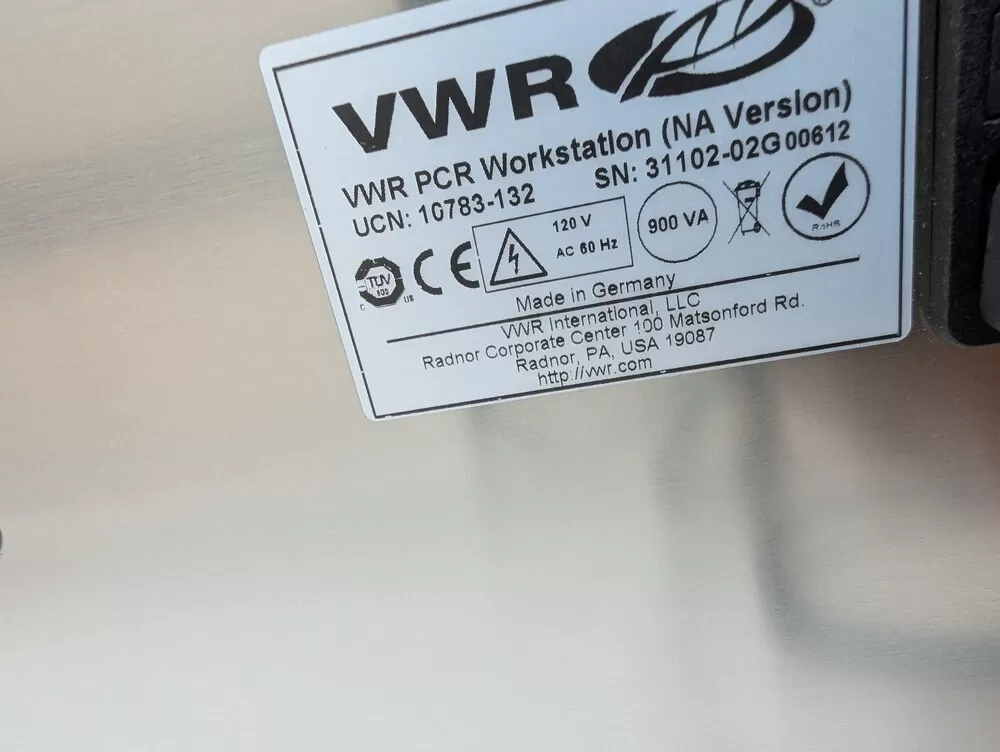 VWR ®
VWR PCR Workstation (NA Version)
UCN: 10783-132 SN: 31102-02G00612
TUV
C US
CE
120 V
AC 60 Hz
900 VA
RoHS
Made in Germany
VWR International, LLC
Radnor Corporate Center 100 Matsonford Rd.
Radnor, PA, USA 19087
http://vwr.com